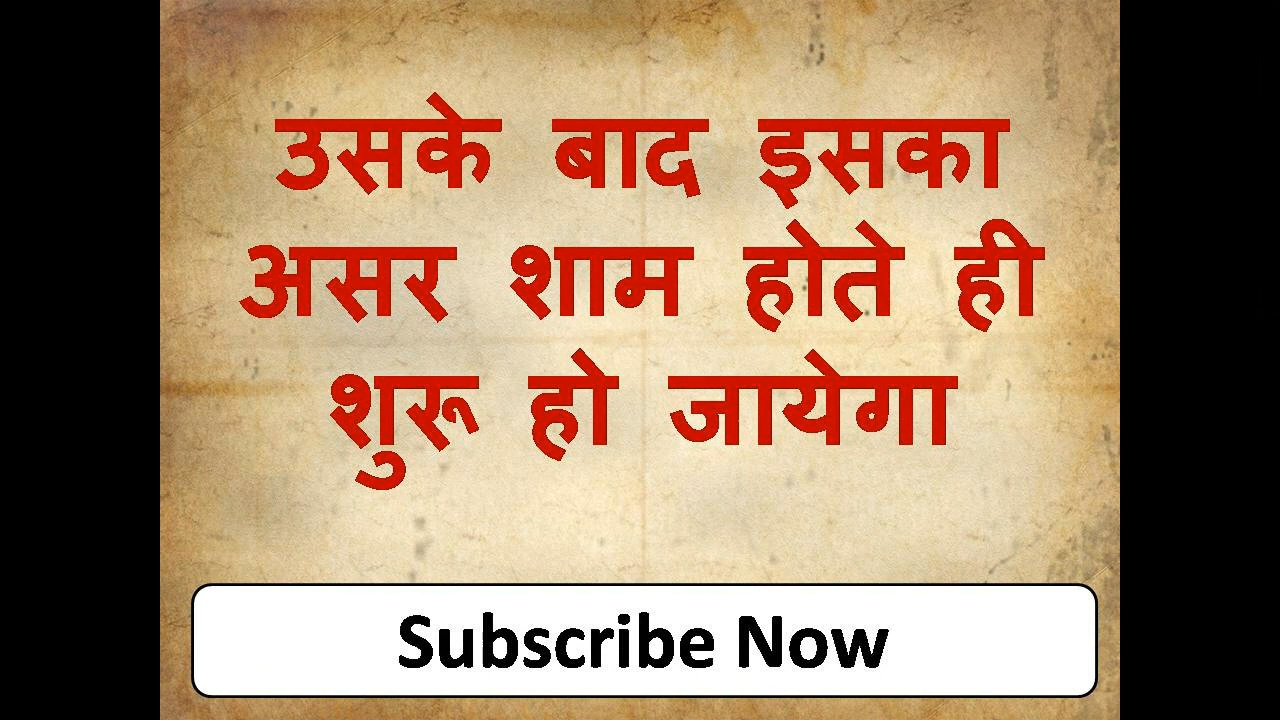 उसके बाद इसका
असर शाम होते ही
शुरू हो जायेगा
Subscribe Now